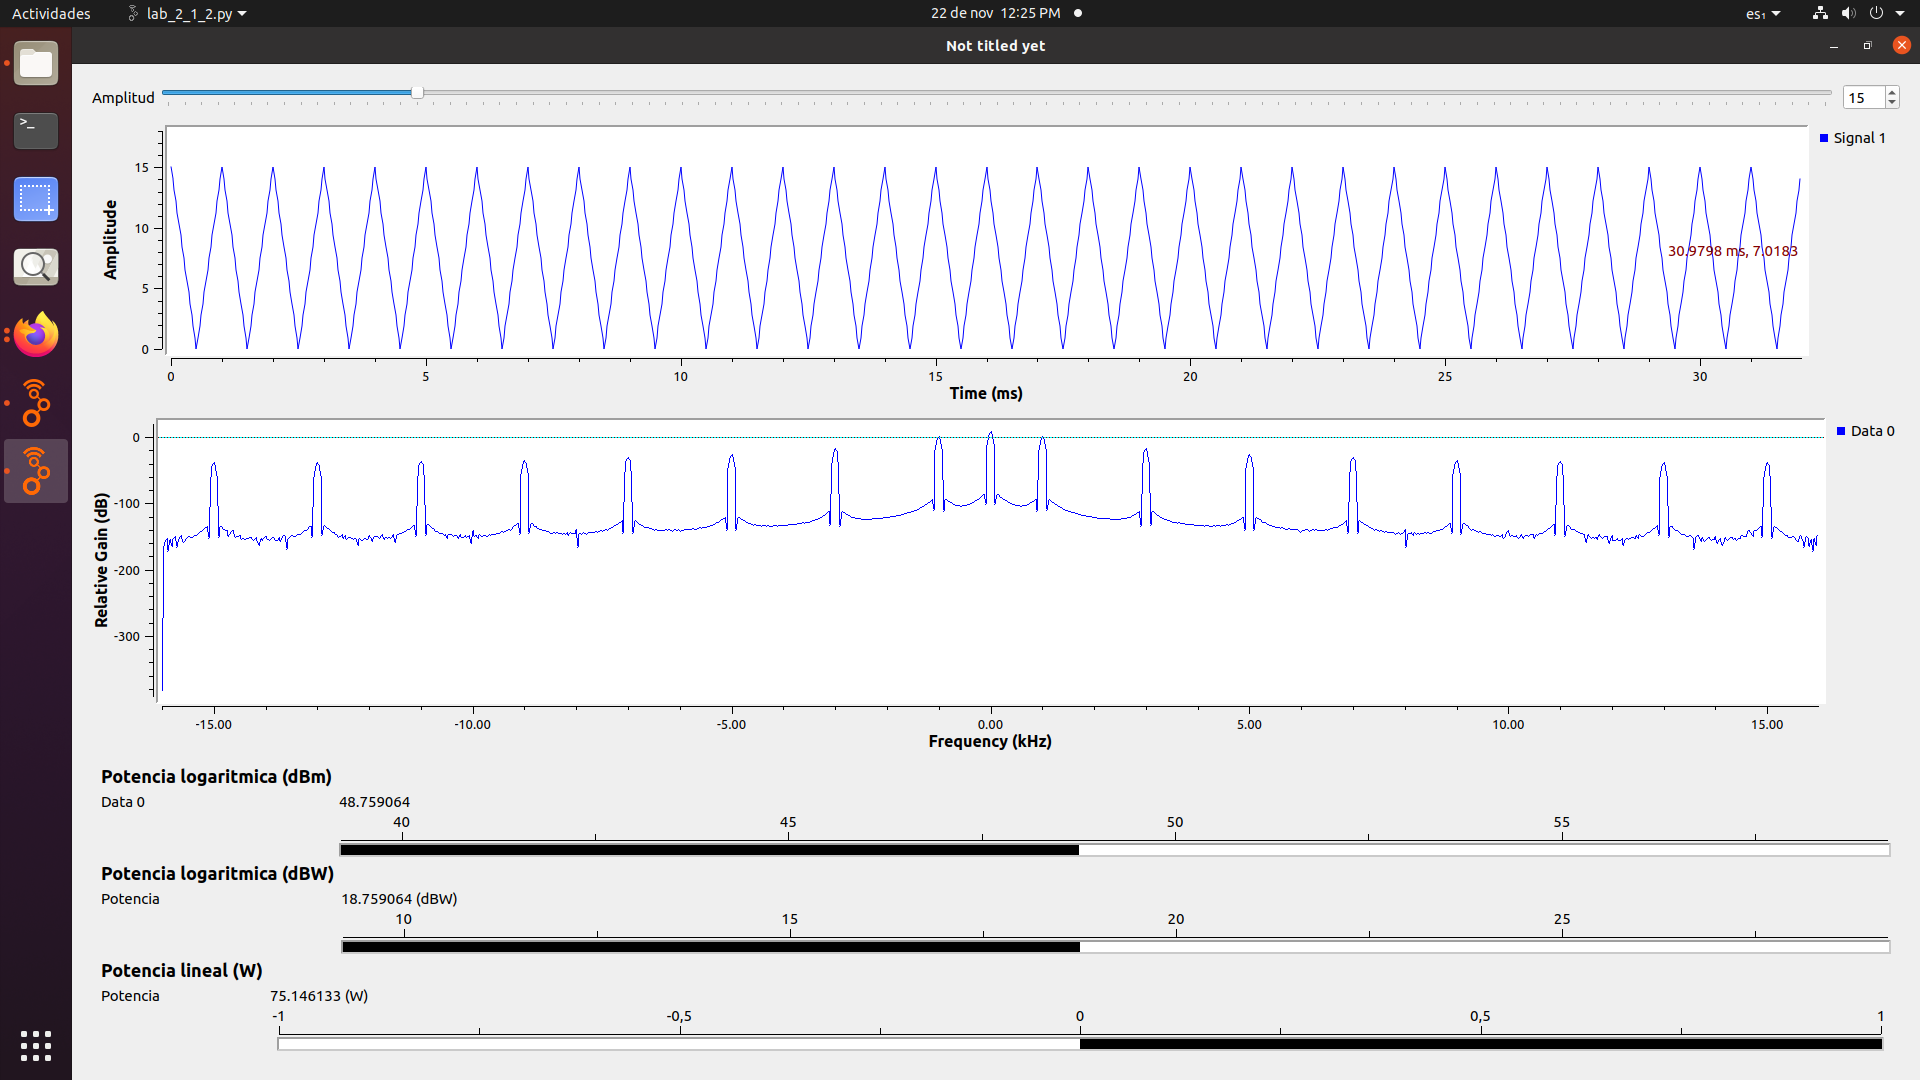 Actividades
lab_2_1_2.py
22 de nov 12:25 PM
es₁
Not titled yet
>_
Amplitud
15
Signal 1
15
10
5
0
Amplitude
30.9798 ms, 7.0183
0 5 10 15 20 25 30
Time (ms)
Data 0
0
-100
-200
-300
Relative Gain (dB)
-15.00 -10.00 -5.00 0.00 5.00 10.00 15.00
Frequency (kHz)
Potencia logaritmica (dBm)
Data 0 48.759064
40 45 50 55
Potencia logaritmica (dBW)
Potencia 18.759064 (dBW)
10 15 20 25
Potencia lineal (W)
Potencia 75.146133 (W)
-1 -0,5 0 0,5 1